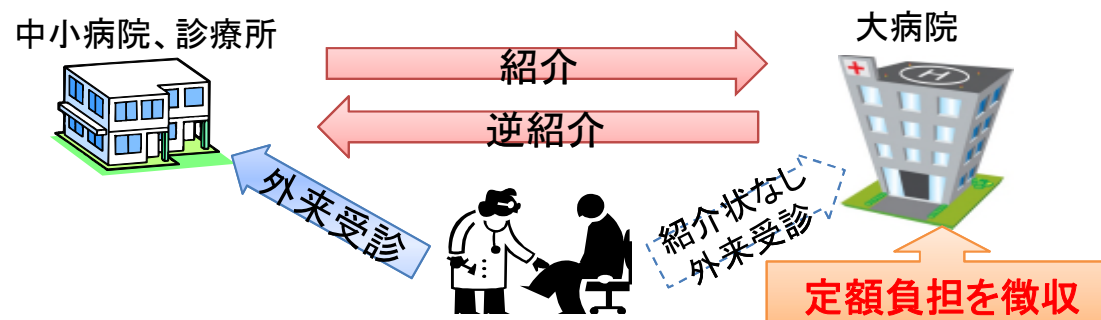 中小病院、診療所
大病院
紹介
逆紹介
外来受診
紹介状なし
外来受診
定額負担を徴収
H